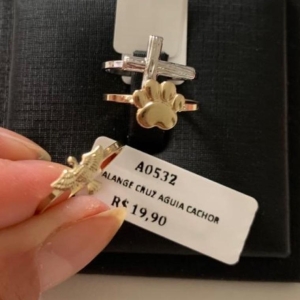 A0532
ALANGE CRUZ AGUIA CACHOR
R$ 19,90